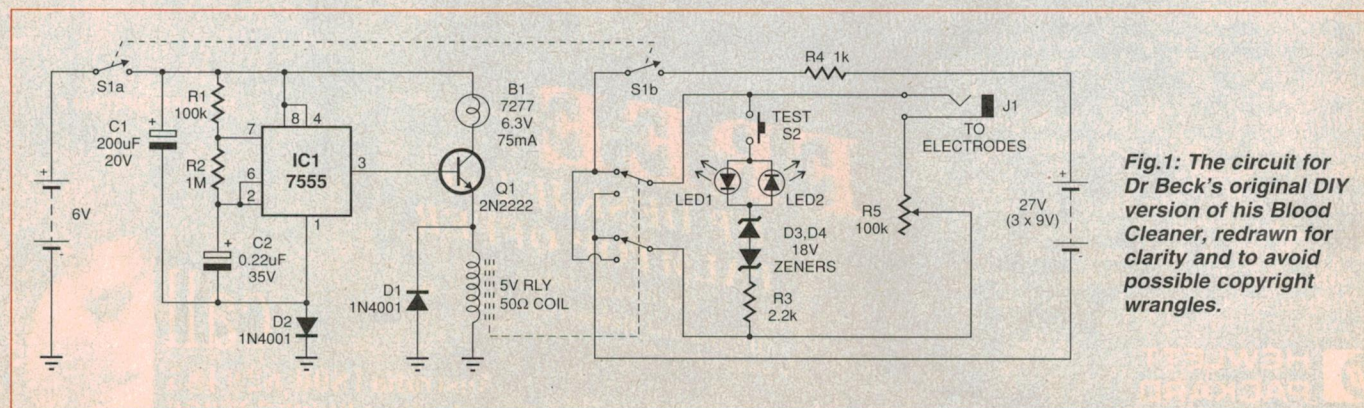 S1a
R1
100k
C1
200uF
20V
R2
1M
6V
C2
0.22uF
35V
D2
1N4001
7
6
2
8
4
IC1
7555
3
1
B1
7277
6.3V
75mA
Q1
2N2222
D1
1N4001
5V RLY
50Ω COIL
S1b
R4 1k
TEST
S2
LED1
LED2
D3,D4
18V
ZENERS
R3
2.2k
J1
TO
ELECTRODES
R5
100k
27V
(3 x 9V)
Fig.1: The circuit for
Dr Beck's original DIY
version of his Blood
Cleaner, redrawn for
clarity and to avoid
possible copyright
wrangles.